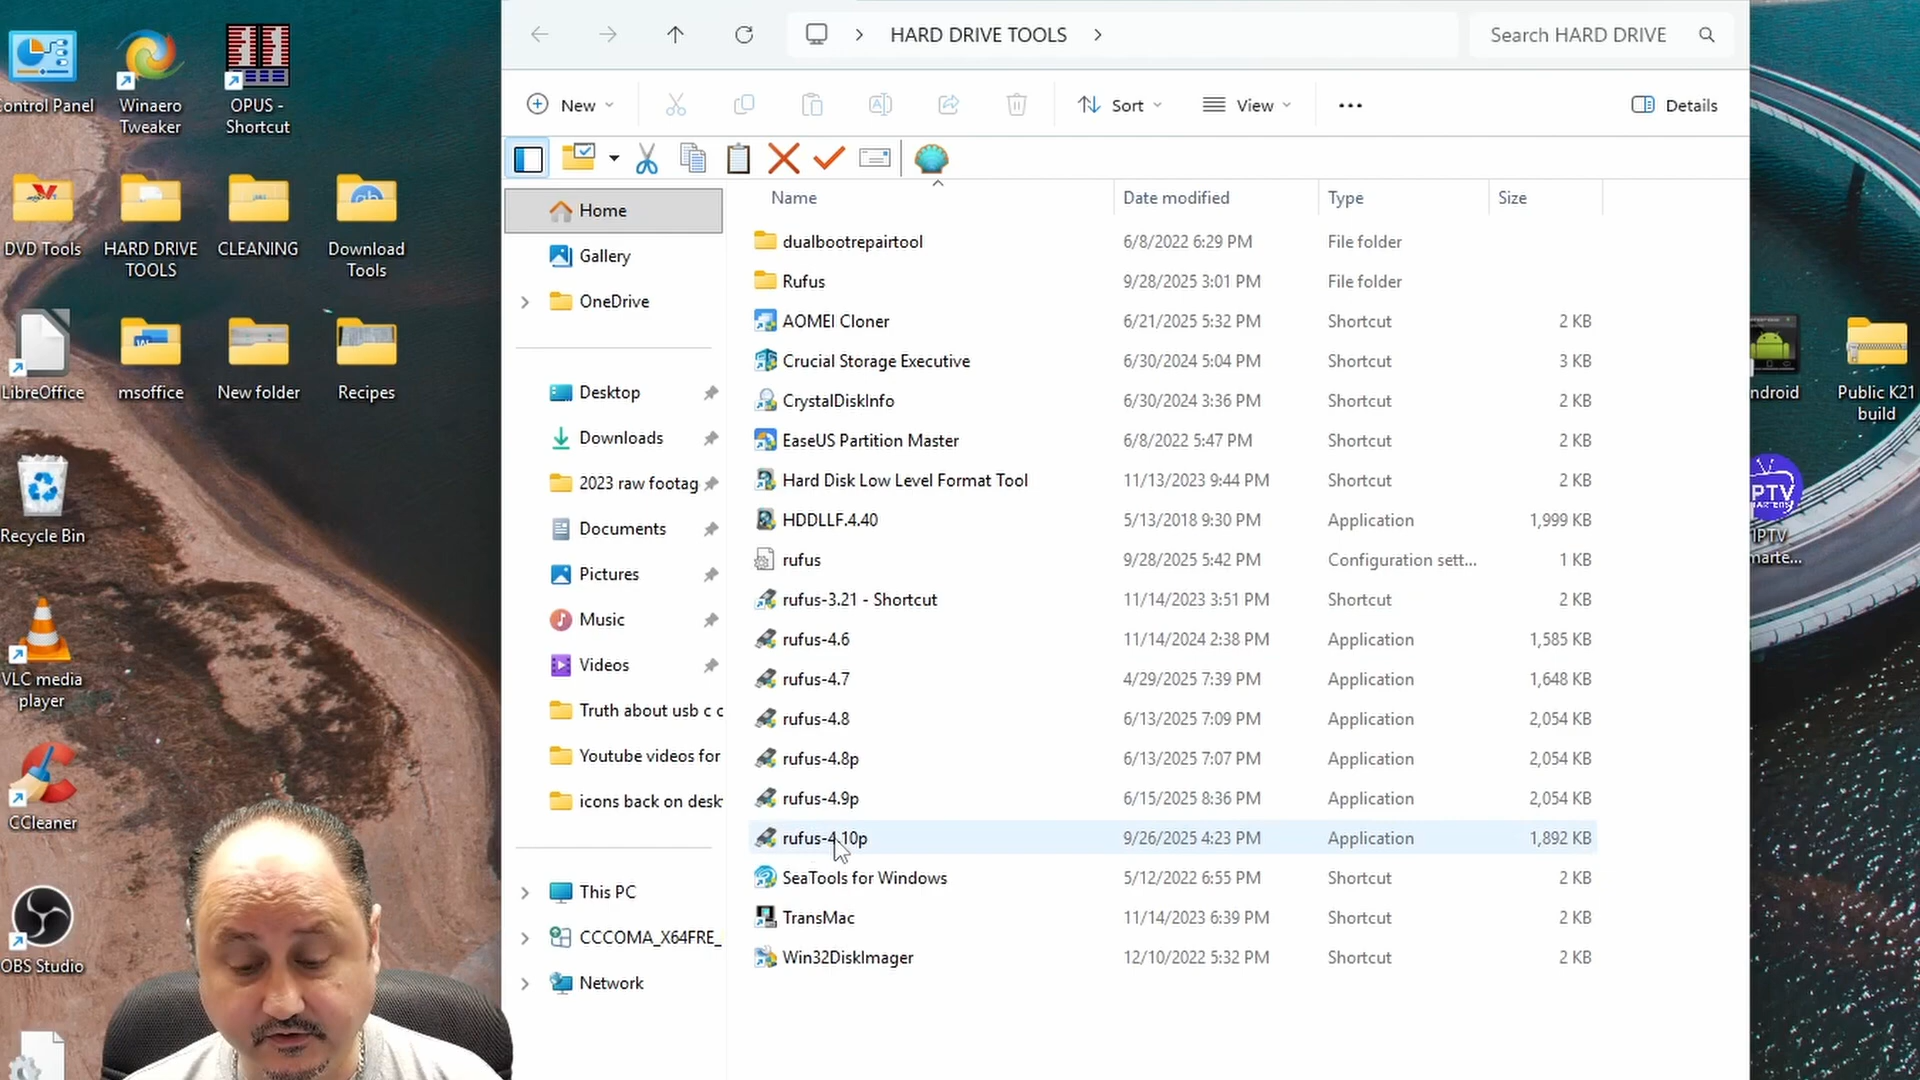 Control Panel
Winaero
Tweaker
OPUS -
Shortcut
DVD Tools
HARD DRIVE
TOOLS
CLEANING
Download
Tools
LibreOffice
msoffice
New folder
Recipes
Recycle Bin
VLC media
player
CCleaner
OBS Studio
HARD DRIVE TOOLS
Search HARD DRIVE
New
Sort
View
Details
Home
Gallery
OneDrive
Desktop
Downloads
2023 raw footag
Documents
Pictures
Music
Videos
Truth about usb c c
Youtube videos for
icons back on desk
This PC
CCCOMA_X64FRE_
Network
Name Date modified Type Size
dualbootrepairtool 6/8/2022 6:29 PM File folder
Rufus 9/28/2025 3:01 PM File folder
AOMEI Cloner 6/21/2025 5:32 PM Shortcut 2 KB
Crucial Storage Executive 6/30/2024 5:04 PM Shortcut 3 KB
CrystalDiskInfo 6/30/2024 3:36 PM Shortcut 2 KB
EaseUS Partition Master 6/8/2022 5:47 PM Shortcut 2 KB
Hard Disk Low Level Format Tool 11/13/2023 9:44 PM Shortcut 2 KB
HDDLLF.4.40 5/13/2018 9:30 PM Application 1,999 KB
rufus 9/28/2025 5:42 PM Configuration sett... 1 KB
rufus-3.21 - Shortcut 11/14/2023 3:51 PM Shortcut 2 KB
rufus-4.6 11/14/2024 2:38 PM Application 1,585 KB
rufus-4.7 4/29/2025 7:39 PM Application 1,648 KB
rufus-4.8 6/13/2025 7:09 PM Application 2,054 KB
rufus-4.8p 6/13/2025 7:07 PM Application 2,054 KB
rufus-4.9p 6/15/2025 8:36 PM Application 2,054 KB
rufus-4.10p 9/26/2025 4:23 PM Application 1,892 KB
SeaTools for Windows 5/12/2022 6:55 PM Shortcut 2 KB
TransMac 11/14/2023 6:39 PM Shortcut 2 KB
Win32DiskImager 12/10/2022 5:32 PM Shortcut 2 KB
ndroid
Public K21
build
IPTV
IPTV
marte...